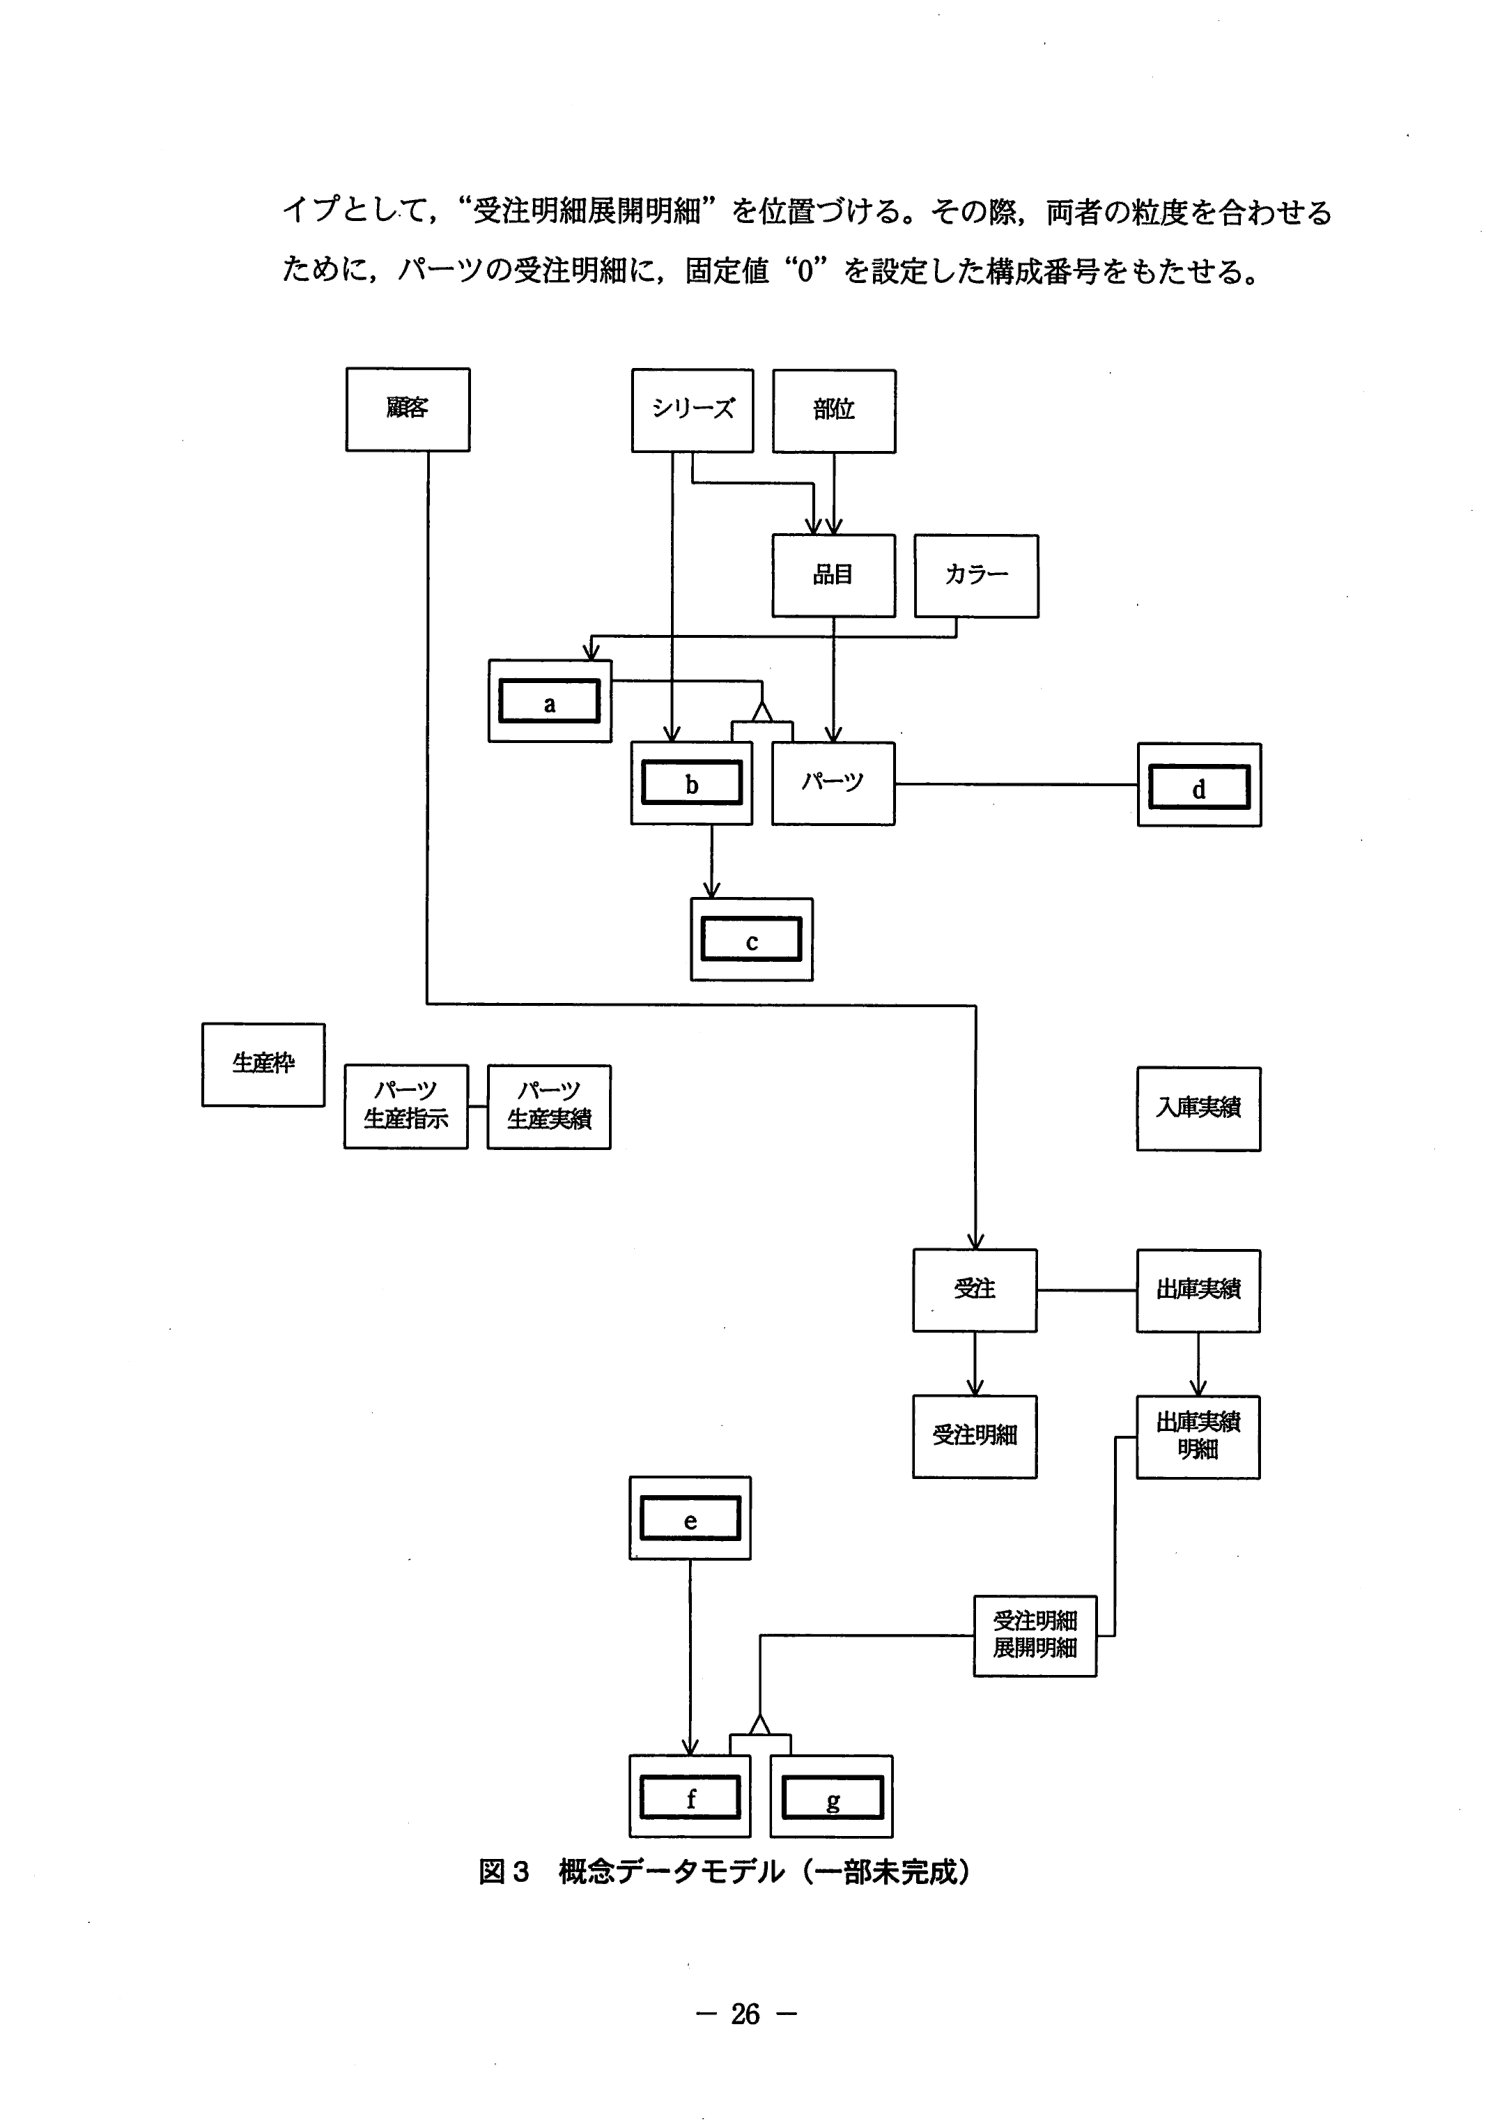 イプとして，“受注明細展開明細”を位置づける。その際，両者の粒度を合わせる
ために，パーツの受注明細に，固定値“0”を設定した構成番号をもたせる。
顧客
シリーズ
部位
品目
カラー
a
b
パーツ
d
c
生産枠
パーツ
生産指示
パーツ
生産実績
入庫実績
受注
出庫実績
受注明細
出庫実績
明細
e
受注明細
展開明細
f
g
図3 概念データモデル（一部未完成）
－ 26 －